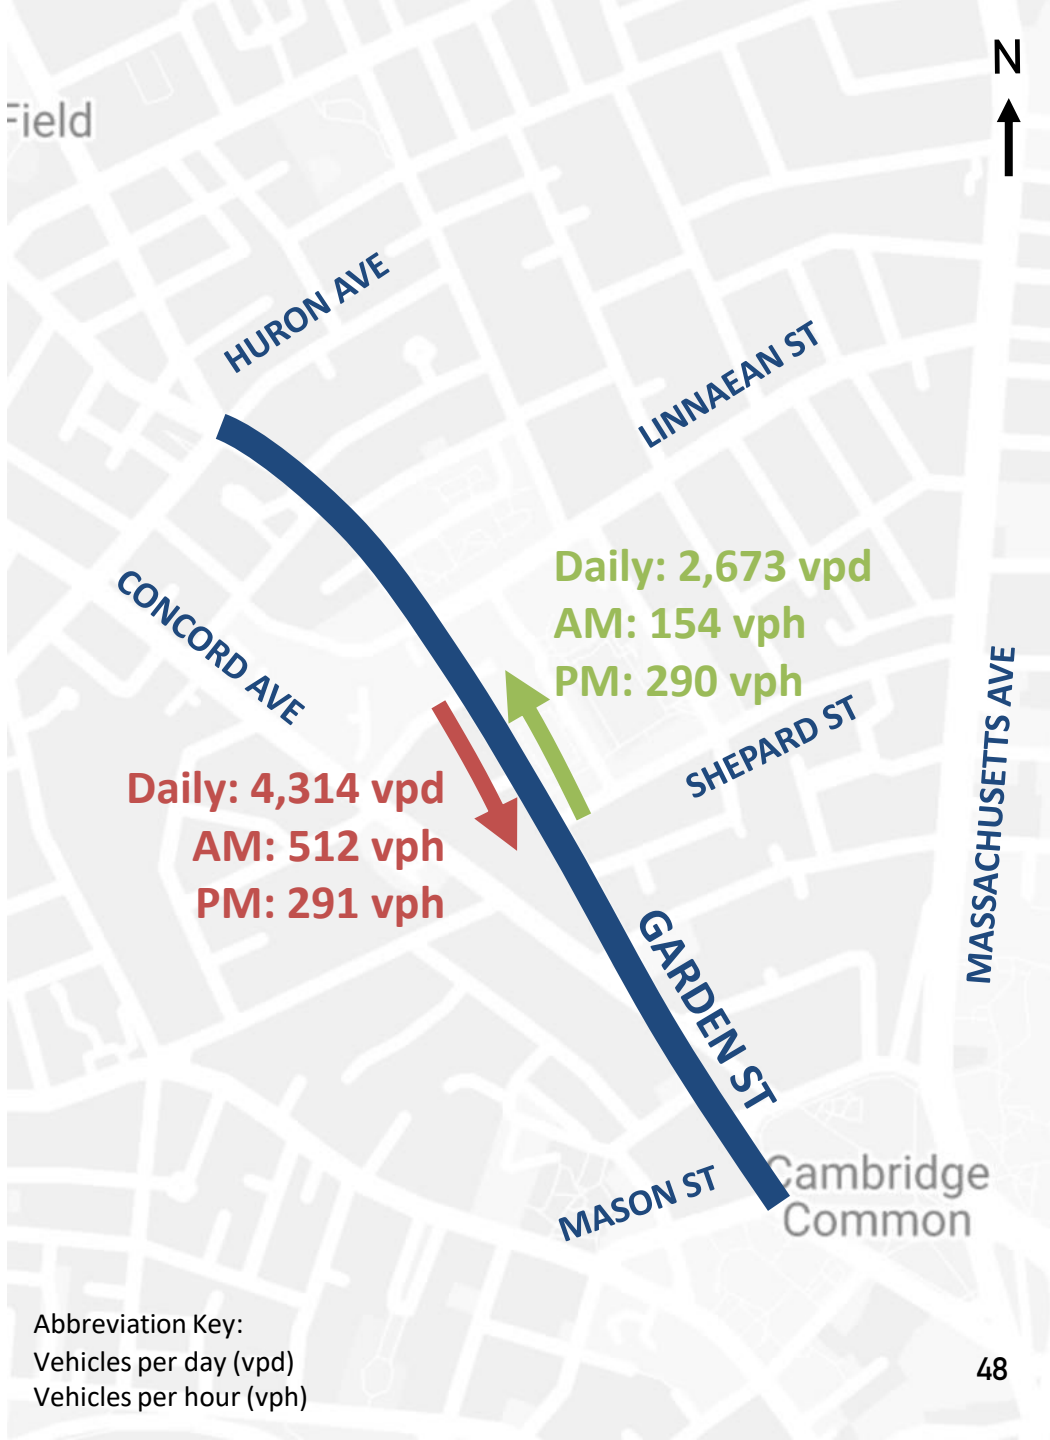 N
Field
HURON AVE
LINNAEAN ST
Daily: 2,673 vpd
AM: 154 vph
PM: 290 vph
CONCORD AVE
MASSACHUSETTS AVE
SHEPARD ST
Daily: 4,314 vpd
AM: 512 vph
PM: 291 vph
GARDEN ST
MASON ST
Cambridge
Common
Abbreviation Key:
Vehicles per day (vpd)
Vehicles per hour (vph)
48